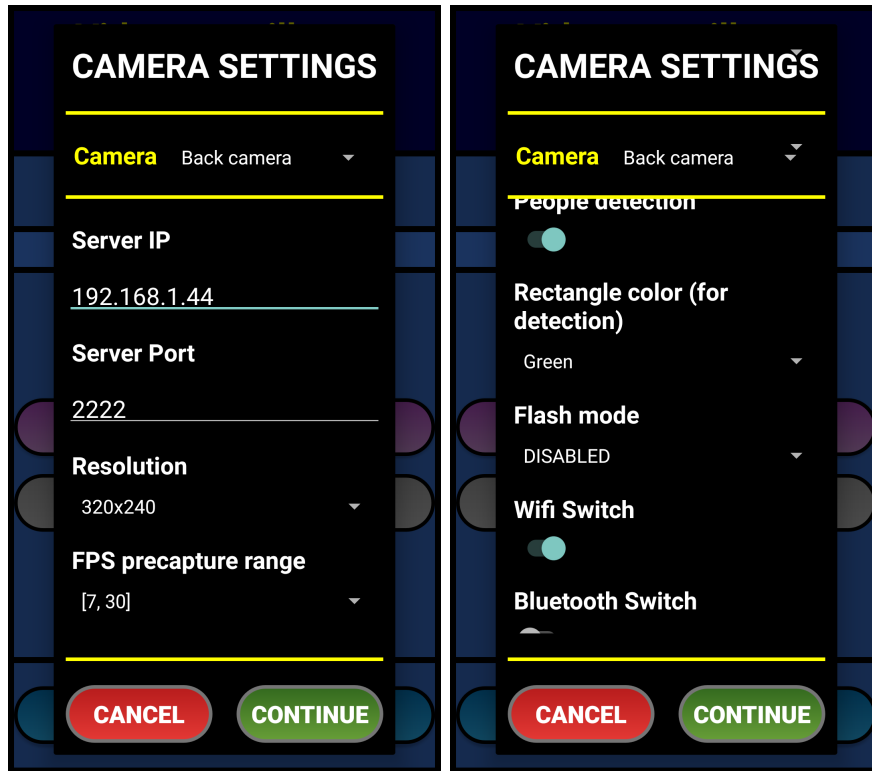 CAMERA SETTINGS
Camera Back camera
Server IP
192.168.1.44
Server Port
2222
Resolution
320x240
FPS precapture range
[7, 30]
CANCEL CONTINUE
CAMERA SETTINGS
Camera Back camera
People detection
Rectangle color (for
detection)
Green
Flash mode
DISABLED
Wifi Switch
Bluetooth Switch
CANCEL CONTINUE